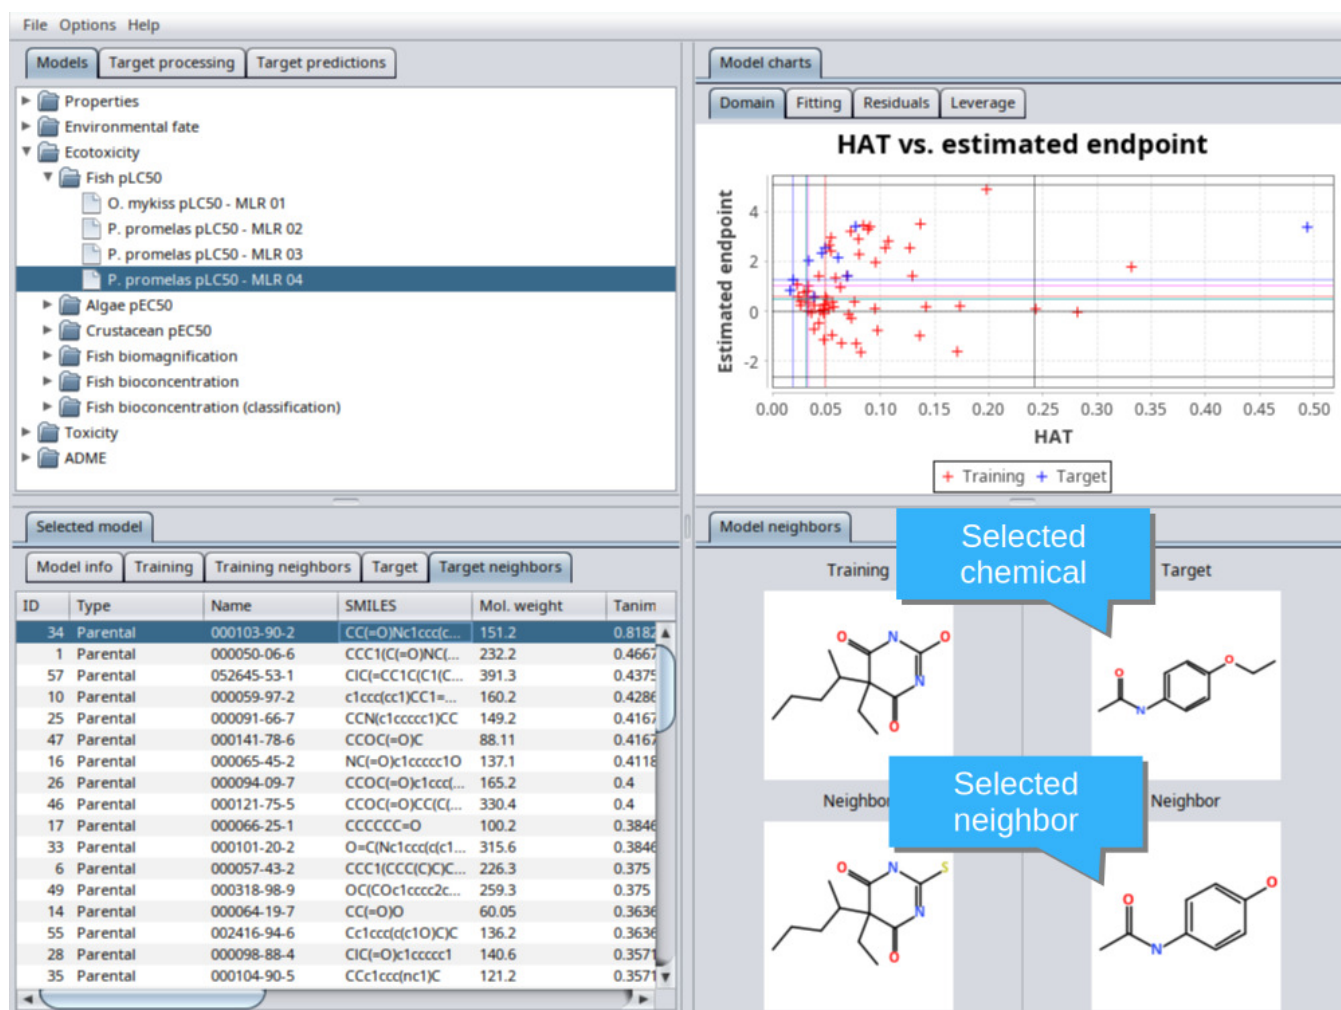 File Options Help
Models Target processing Target predictions
Properties
Environmental fate
Ecotoxicity
Fish pLC50
O. mykiss pLC50 - MLR 01
P. promelas pLC50 - MLR 02
P. promelas pLC50 - MLR 03
P. promelas pLC50 - MLR 04
Algae pEC50
Crustacean pEC50
Fish biomagnification
Fish bioconcentration
Fish bioconcentration (classification)
Toxicity
ADME
Model charts
Domain Fitting Residuals Leverage
HAT vs. estimated endpoint
Estimated endpoint
4
2
0
-2
0.00 0.05 0.10 0.15 0.20 0.25 0.30 0.35 0.40 0.45 0.50
HAT
Training Target
Selected model
Model info Training Training neighbors Target Target neighbors
ID Type Name SMILES Mol. weight Tanim
34 Parental 000103-90-2 CC(=O)Nc1ccc(c... 151.2 0.8182
1 Parental 000050-06-6 CCC1(C(=O)NC(... 232.2 0.4667
57 Parental 052645-53-1 ClC(=CC1C(C1(C... 391.3 0.4375
10 Parental 000059-97-2 c1ccc(cc1)CC1=... 160.2 0.4286
25 Parental 000091-66-7 CCN(c1ccccc1)CC 149.2 0.4167
47 Parental 000141-78-6 CCOC(=O)C 88.11 0.4167
16 Parental 000065-45-2 NC(=O)c1ccccc1O 137.1 0.4118
26 Parental 000094-09-7 CCOC(=O)c1ccc(... 165.2 0.4
46 Parental 000121-75-5 CCOC(=O)CC(C(... 330.4 0.4
17 Parental 000066-25-1 CCCCCC=O 100.2 0.3846
33 Parental 000101-20-2 O=C(Nc1ccc(c(c1... 315.6 0.3846
6 Parental 000057-43-2 CCC1(CCC(C)C)C... 226.3 0.375
49 Parental 000318-98-9 OC(COc1cccc2c... 259.3 0.375
14 Parental 000064-19-7 CC(=O)O 60.05 0.3636
55 Parental 002416-94-6 Cc1ccc(c(c1O)C)C 136.2 0.3636
28 Parental 000098-88-4 ClC(=O)c1ccccc1 140.6 0.3571
35 Parental 000104-90-5 CCc1ccc(nc1)C 121.2 0.3571
Model neighbors
Selected
chemical
Training Target
O N O
N
O
O
N
O
Selected
neighbor
Neighbor Neighbor
O N S
N
O
O
O
N